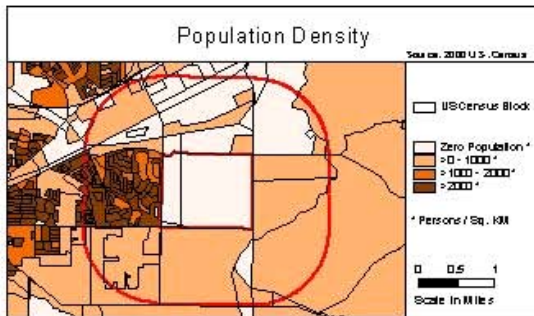 Population Density
Source: 2000 U.S. Census
US Census Block
Zero Population *
>0 - 1000 *
>1000 - 2000 *
>2000 *
* Persons / Sq. KM
0 0.5 1
Scale in Miles